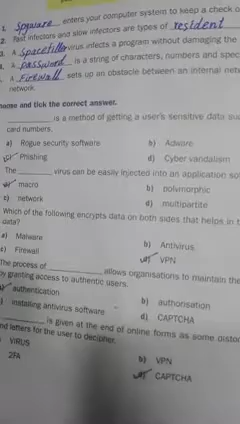 1. Spyware enters your computer system to keep a check o
2. Fast infectors and slow infectors are types of resident
3. A Spacefiller virus infects a program without damaging the
4. A password is a string of characters, numbers and spec
5. A Firewall sets up an obstacle between an internal netw
network.
hoose and tick the correct answer.
is a method of getting a user's sensitive data suc
card numbers.
a) Rogue security software
b) Adware
c) Phishing
d) Cyber vandalism
The virus can be easily injected into an application so
a) macro
b) polymorphic
c) network
d) multipartite
Which of the following encrypts data on both sides that helps in t
data?
a) Malware
b) Antivirus
c) Firewall
d) VPN
The process of allows organisations to maintain the
by granting access to authentic users.
a) authentication
b) authorisation
installing antivirus software
d) CAPTCHA
is given at the end of online forms as some distor
nd letters for the user to decipher.
VIRUS
b) VPN
2FA
d) CAPTCHA